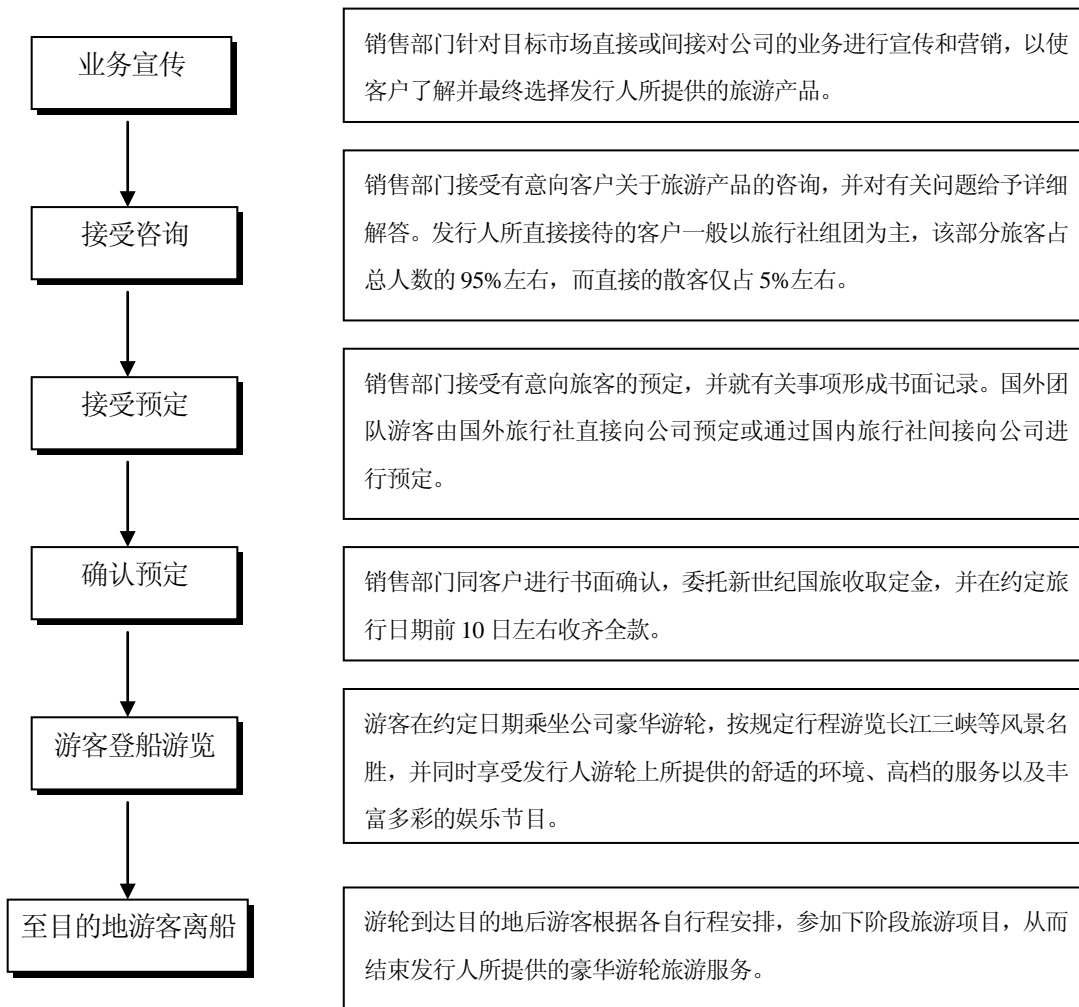 业务宣传
销售部门针对目标市场直接或间接对公司的业务进行宣传和营销，以使
客户了解并最终选择发行人所提供的旅游产品。
接受咨询
销售部门接受有意向客户关于旅游产品的咨询，并对有关问题给予详细
解答。发行人所直接接待的客户一般以旅行社组团为主，该部分旅客占
总人数的 95%左右，而直接的散客仅占 5%左右。
接受预定
销售部门接受有意向旅客的预定，并就有关事项形成书面记录。国外团
队游客由国外旅行社直接向公司预定或通过国内旅行社间接向公司进
行预定。
确认预定
销售部门同客户进行书面确认，委托新世纪国旅收取定金，并在约定旅
行日期前 10 日左右收齐全款。
游客登船游览
游客在约定日期乘坐公司豪华游轮，按规定行程游览长江三峡等风景名
胜，并同时享受发行人游轮上所提供的舒适的环境、高档的服务以及丰
富多彩的娱乐节目。
至目的地游客离船
游轮到达目的地后游客根据各自行程安排，参加下阶段旅游项目，从而
结束发行人所提供的豪华游轮旅游服务。